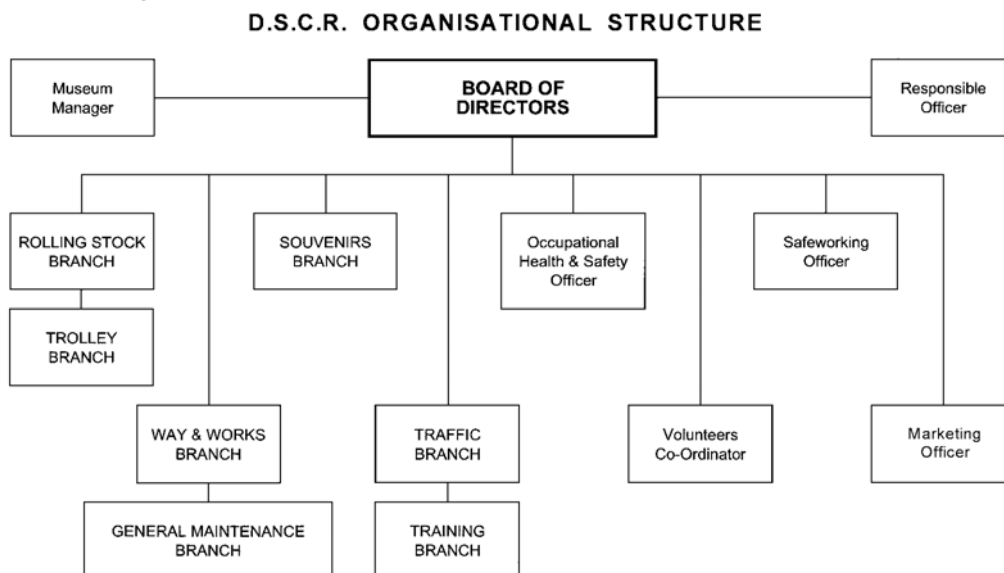 D.S.C.R. ORGANISATIONAL STRUCTURE
Museum
Manager
BOARD OF
DIRECTORS
Responsible
Officer
ROLLING STOCK
BRANCH
SOUVENIRS
BRANCH
Occupational
Health & Safety
Officer
Safeworking
Officer
TROLLEY
BRANCH
WAY & WORKS
BRANCH
TRAFFIC
BRANCH
Volunteers
Co-Ordinator
Marketing
Officer
GENERAL MAINTENANCE
BRANCH
TRAINING
BRANCH